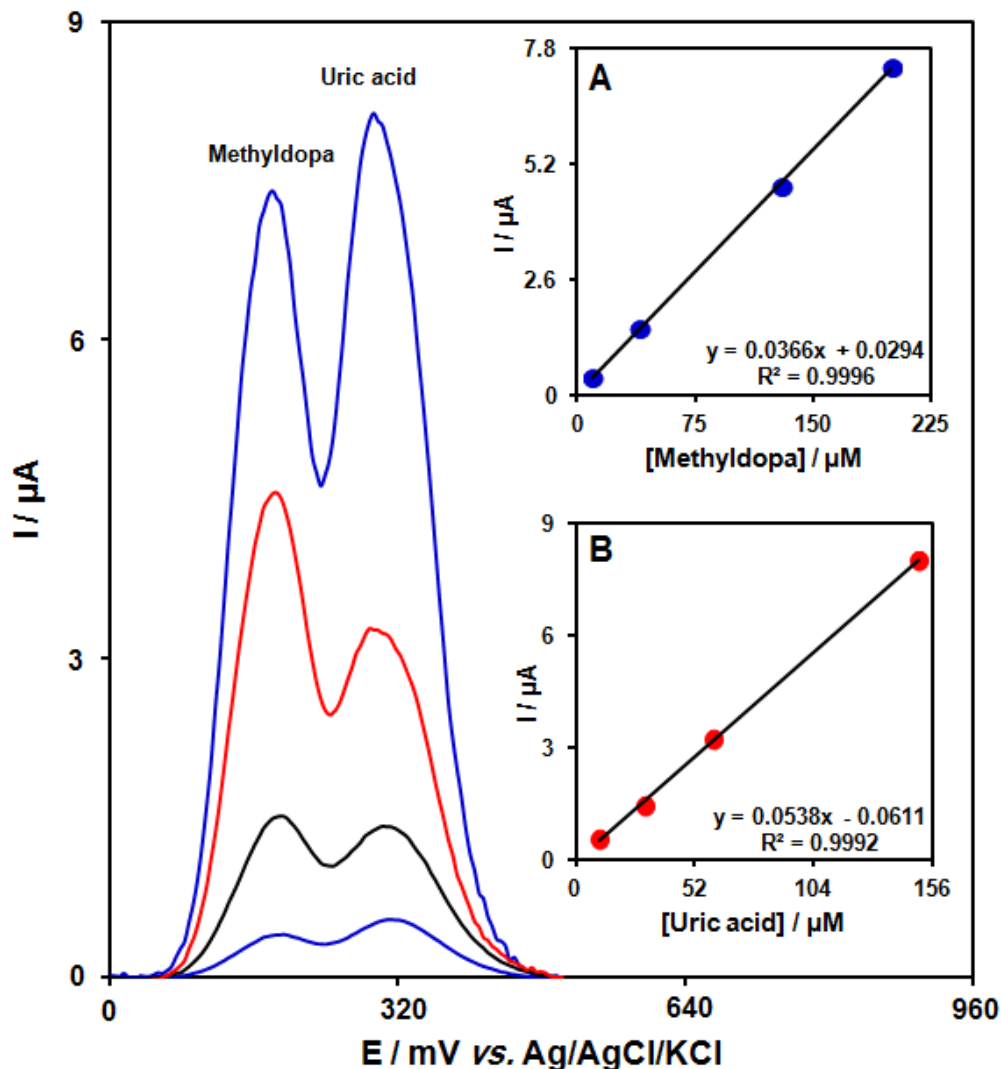 9
6
3
0
I / µA
0
320
640
960
E / mV vs. Ag/AgCl/KCl
Methyldopa
Uric acid
A
7.8
5.2
2.6
0
I / µA
y = 0.0366x + 0.0294
R² = 0.9996
0
75
150
225
[Methyldopa] / µM
B
9
6
3
0
I / µA
y = 0.0538x - 0.0611
R² = 0.9992
0
52
104
156
[Uric acid] / µM